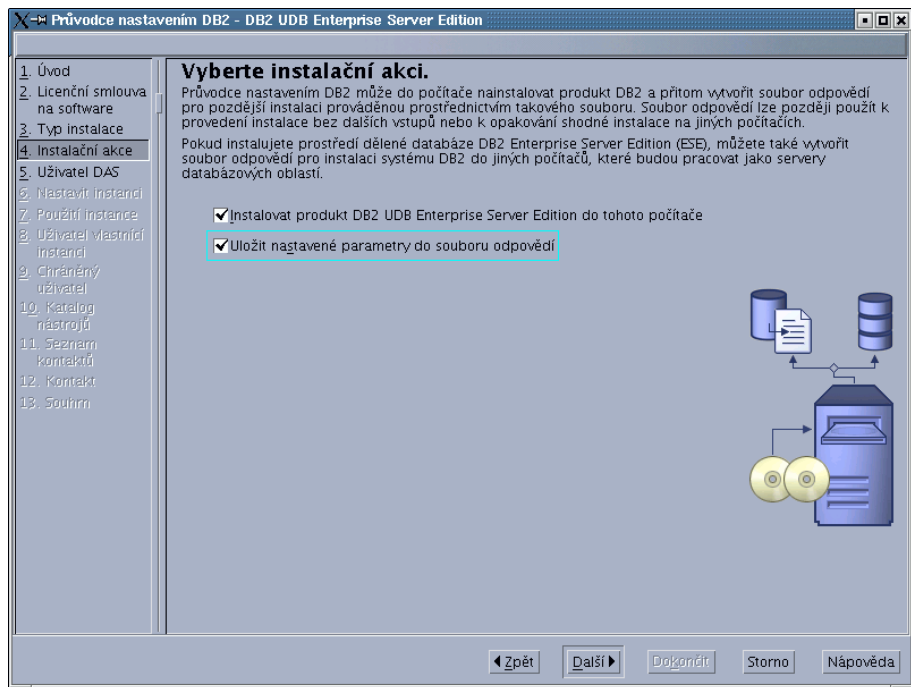 Průvodce nastavením DB2 - DB2 UDB Enterprise Server Edition
1. Úvod
2. Licenční smlouva
na software
3. Typ instalace
4. Instalační akce
5. Uživatel DAS
6. Nastavit instanci
7. Použití instance
8. Uživatel vlastnící
instanci
9. Chráněný
uživatel
10. Katalog
nástrojů
11. Seznam
kontaktů
12. Kontakt
13. Souhrn
Vyberte instalační akci.
Průvodce nastavením DB2 může do počítače nainstalovat produkt DB2 a přitom vytvořit soubor odpovědí
pro pozdější instalaci prováděnou prostřednictvím takového souboru. Soubor odpovědí lze později použít k
provedení instalace bez dalších vstupů nebo k opakování shodné instalace na jiných počítačích.
Pokud instalujete prostředí dělené databáze DB2 Enterprise Server Edition (ESE), můžete také vytvořit
soubor odpovědí pro instalaci systému DB2 do jiných počítačů, které budou pracovat jako servery
databázových oblastí.
Instalovat produkt DB2 UDB Enterprise Server Edition do tohoto počítače
Uložit nastavené parametry do souboru odpovědí
Zpět
Další
Dokončit
Storno
Nápověda